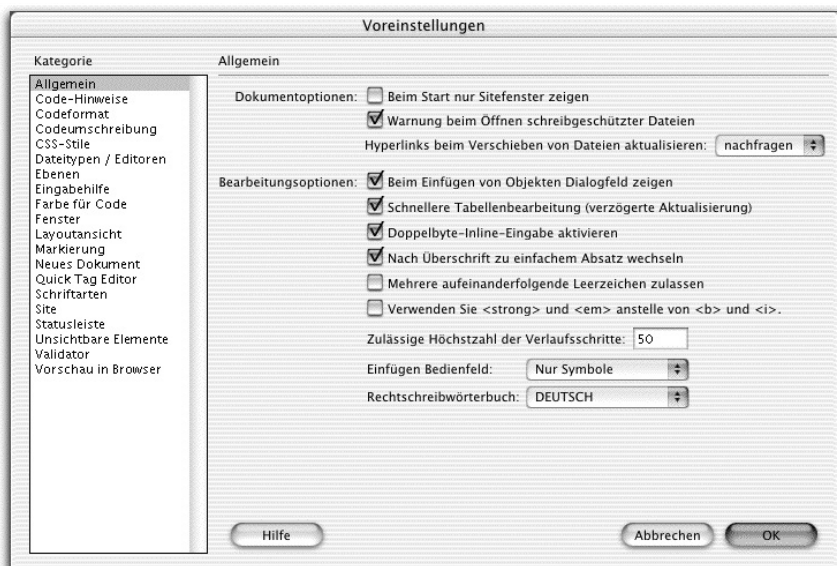 Voreinstellungen
Kategorie
Allgemein
Code-Hinweise
Codeformat
Codeumschreibung
CSS-Stile
Dateitypen / Editoren
Ebenen
Eingabehilfe
Farbe für Code
Fenster
Layoutansicht
Markierung
Neues Dokument
Quick Tag Editor
Schriftarten
Site
Statusleiste
Unsichtbare Elemente
Validator
Vorschau in Browser
Allgemein
Dokumentoptionen: Beim Start nur Sitefenster zeigen
Warnung beim Öffnen schreibgeschützter Dateien
Hyperlinks beim Verschieben von Dateien aktualisieren: nachfragen
Bearbeitungsoptionen: Beim Einfügen von Objekten Dialogfeld zeigen
Schnellere Tabellenbearbeitung (verzögerte Aktualisierung)
Doppelbyte-Inline-Eingabe aktivieren
Nach Überschrift zu einfachem Absatz wechseln
Mehrere aufeinanderfolgende Leerzeichen zulassen
Verwenden Sie <strong> und <em> anstelle von <b> und <i>.
Zulässige Höchstzahl der Verlaufsschritte: 50
Einfügen Bedienfeld: Nur Symbole
Rechtschreibwörterbuch: DEUTSCH
Hilfe Abbrechen OK